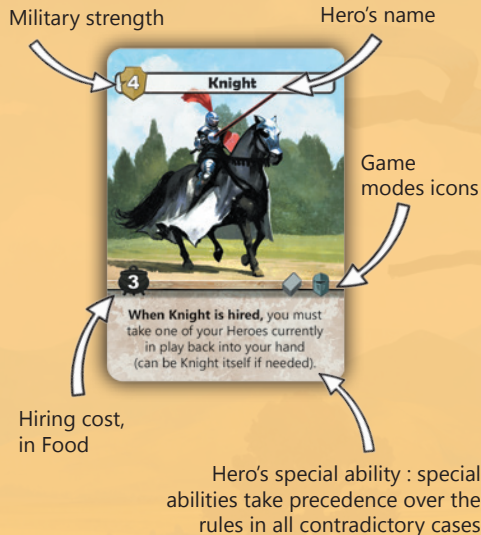 Military strength
Hero's name
4
Knight
Game
modes icons
3
When Knight is hired, you must
take one of your Heroes currently
in play back into your hand
(can be Knight itself if needed).
Hiring cost,
in Food
Hero's special ability : special
abilities take precedence over the
rules in all contradictory cases